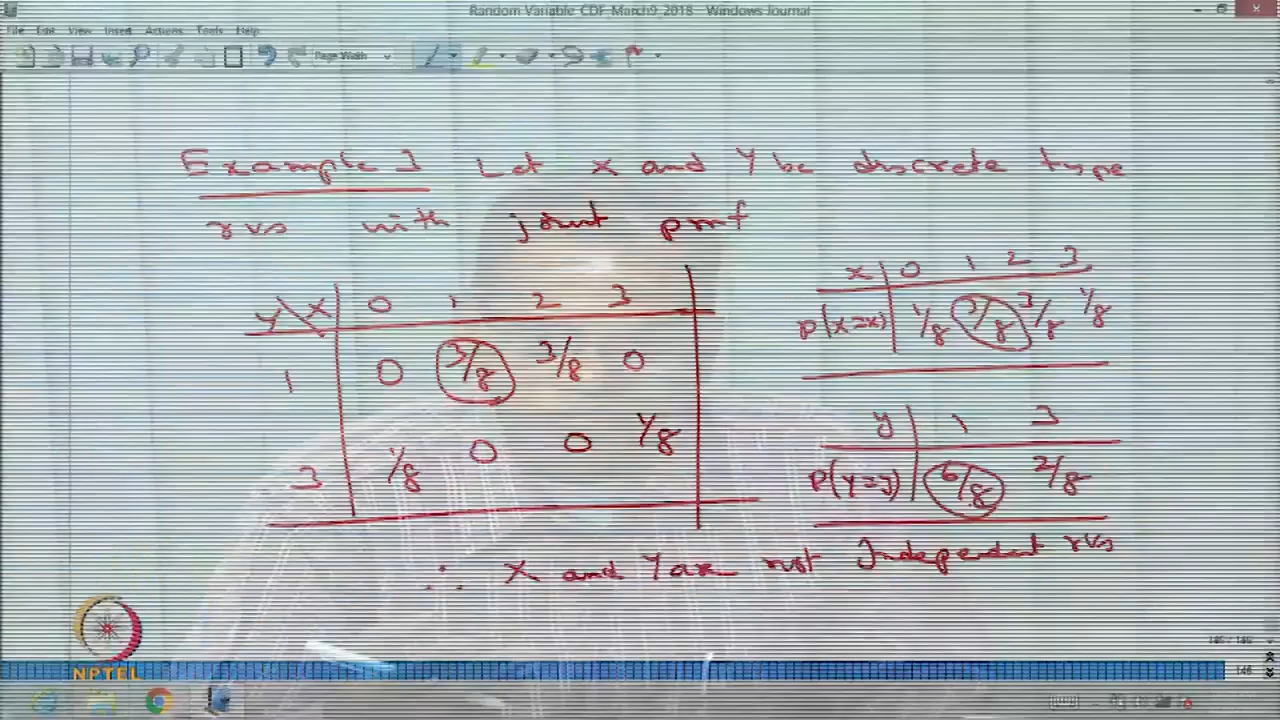 Random Variable CDF_March9_2018 - Windows Journal
File Edit View Insert Actions Tools Help
Page Width
Example 1 Let X and Y be discrete type
rvs with joint pmf
Y X 0 1 2 3
1 0 3/8 3/8 0
3 1/8 0 0 1/8
x 0 1 2 3
P(X=x) 1/8 3/8 3/8 1/8
y 1 3
P(Y=y) 6/8 2/8
∴ X and Y are not Independent rvs
NPTEL